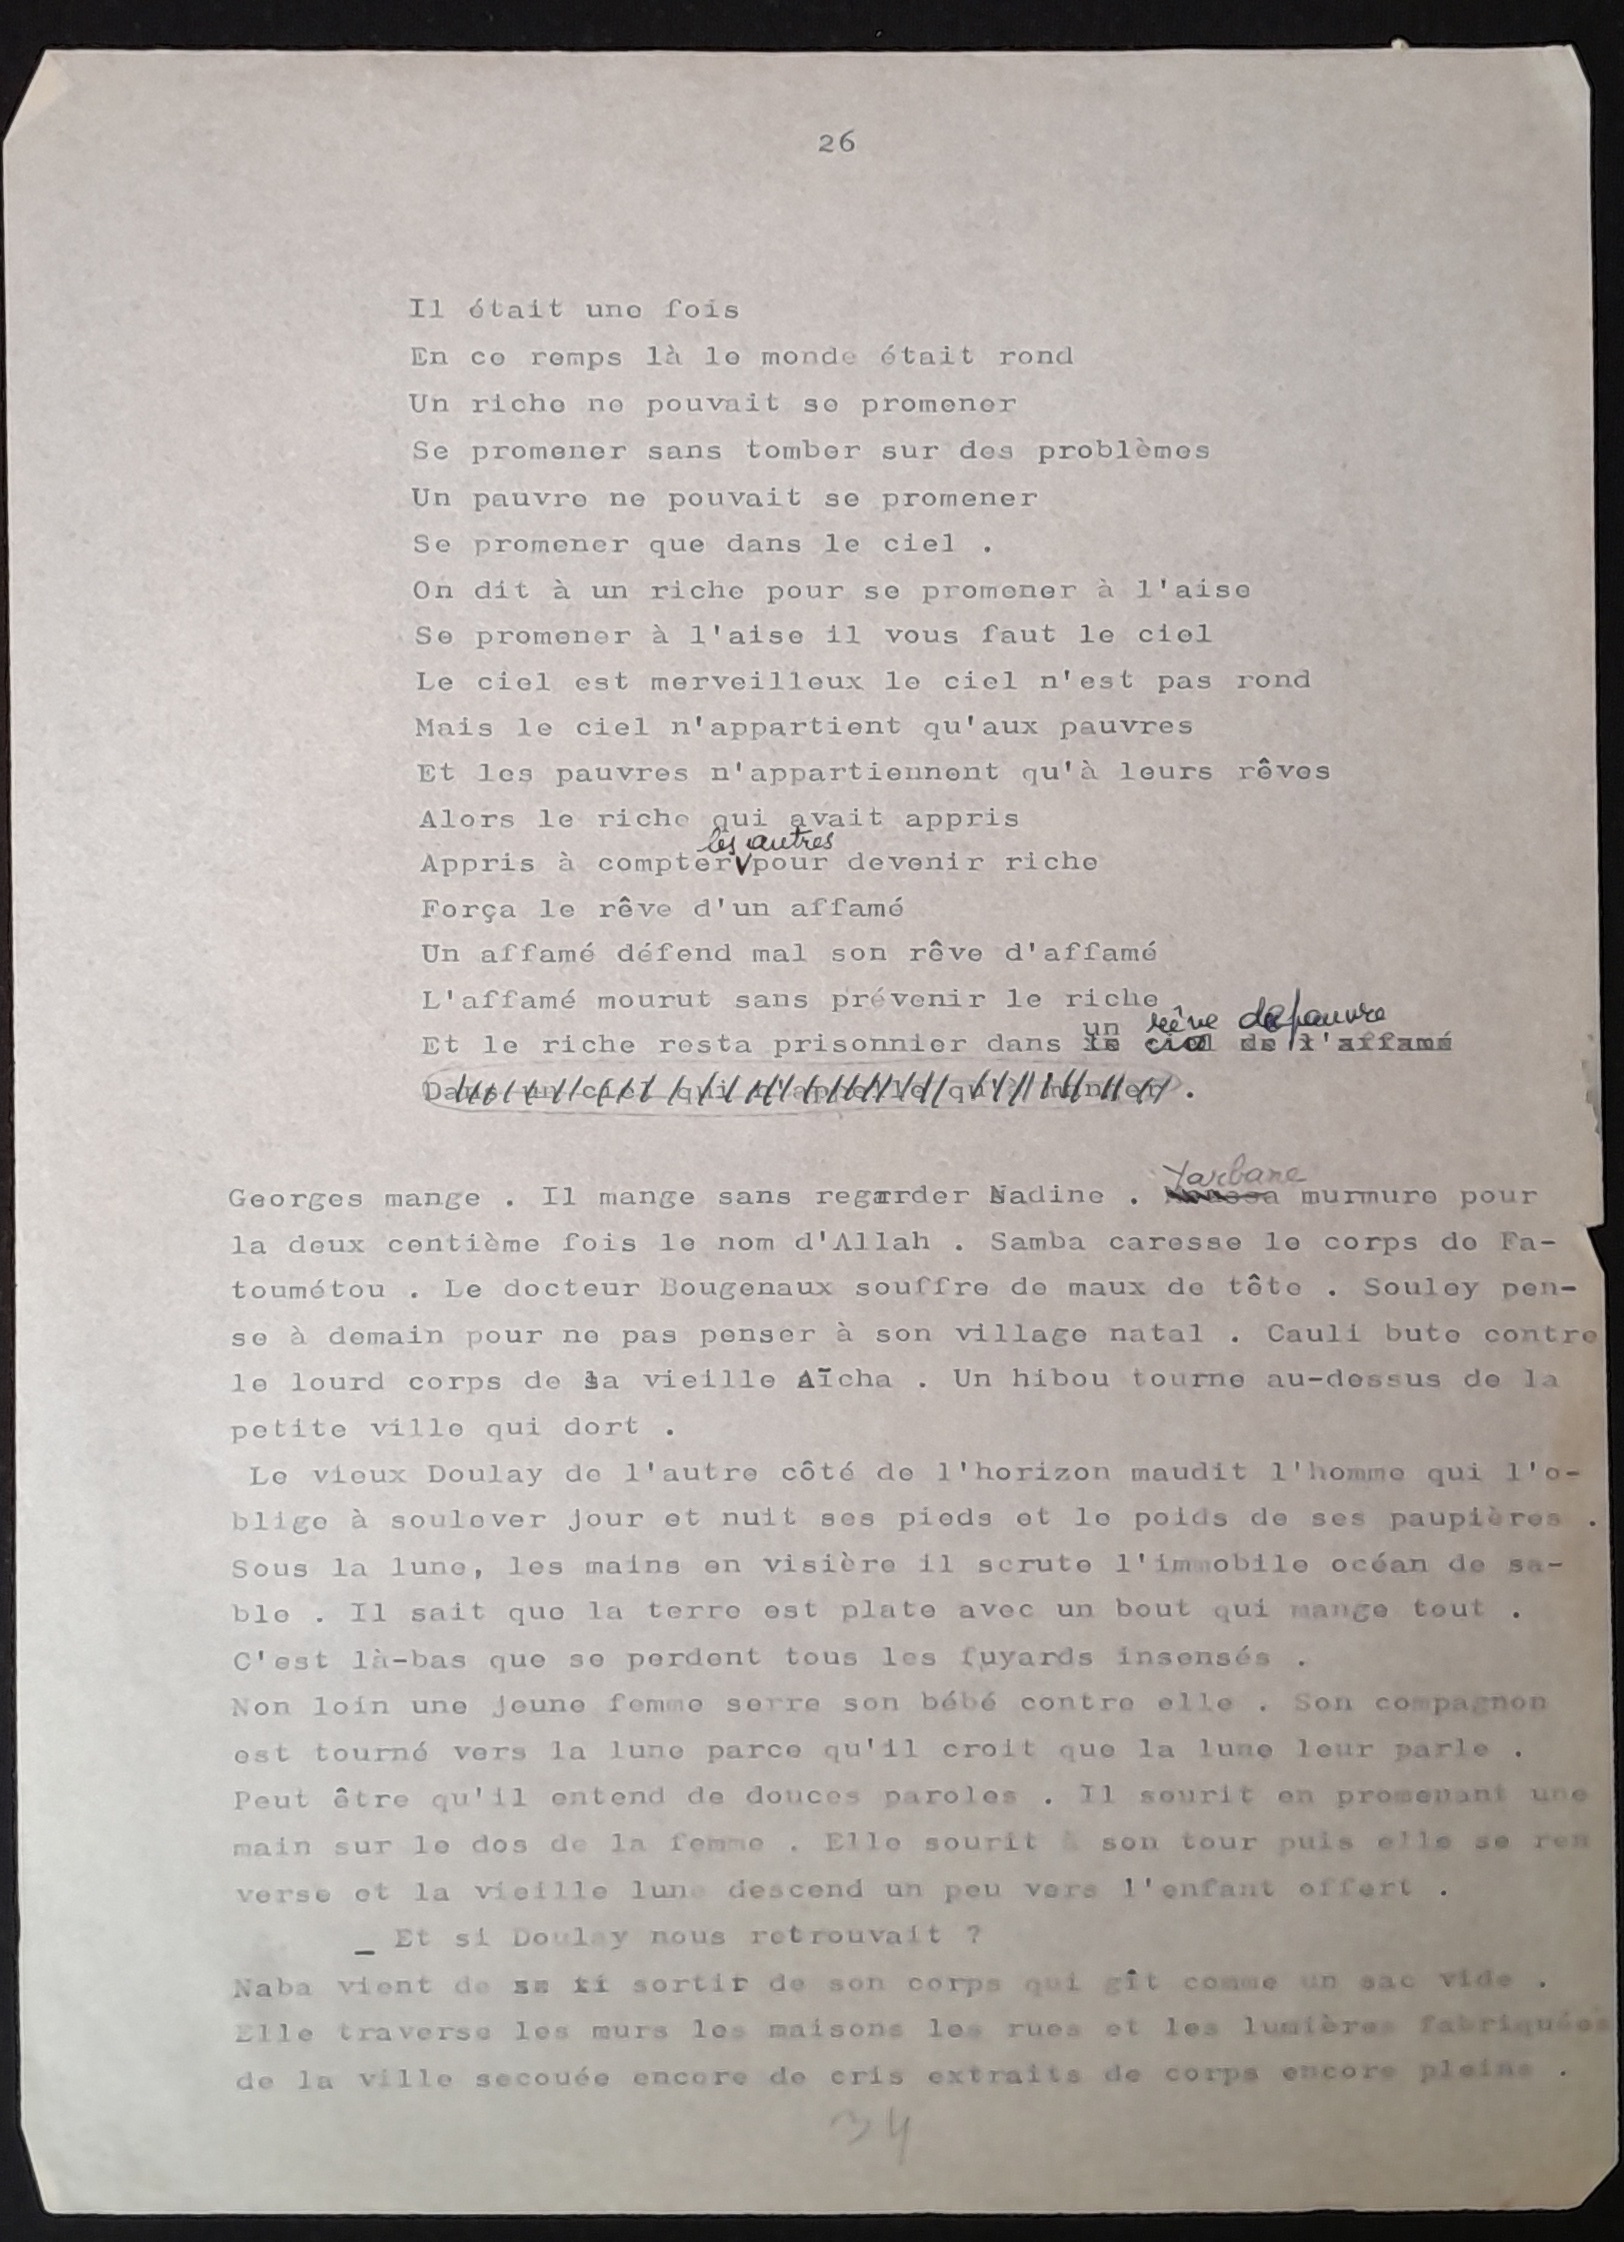 26
Il était une fois
En ce remps là le monde était rond
Un riche ne pouvait se promener
Se promener sans tomber sur des problèmes
Un pauvre ne pouvait se promener
Se promener que dans le ciel .
On dit à un riche pour se promener à l'aise
Se promener à l'aise il vous faut le ciel
Le ciel est merveilleux le ciel n'est pas rond
Mais le ciel n'appartient qu'aux pauvres
Et les pauvres n'appartiennent qu'à leurs rêves
Alors le riche qui avait appris
les autres
Appris à compter pour devenir riche
Força le rêve d'un affamé
Un affamé défend mal son rêve d'affamé
L'affamé mourut sans prévenir le riche
un rêve de pauvre
Et le riche resta prisonnier dans le ciel de l'affamé
Dans un ciel qui .
Yarbane
Georges mange . Il mange sans regarder Nadine . murmure pour
la deux centième fois le nom d'Allah . Samba caresse le corps de Fa-
toumétou . Le docteur Bougenaux souffre de maux de tête . Souley pen-
se à demain pour ne pas penser à son village natal . Cauli bute contre
le lourd corps de la vieille Aïcha . Un hibou tourne au-dessus de la
petite ville qui dort .
Le vieux Doulay de l'autre côté de l'horizon maudit l'homme qui l'o-
blige à soulever jour et nuit ses pieds et le poids de ses paupières .
Sous la lune, les mains en visière il scrute l'immobile océan de sa-
ble . Il sait que la terre est plate avec un bout qui mange tout .
C'est là-bas que se perdent tous les fuyards insensés .
Non loin une jeune femme serre son bébé contre elle . Son compagnon
est tourné vers la lune parce qu'il croit que la lune leur parle .
Peut être qu'il entend de douces paroles . Il sourit en promenant une
main sur le dos de la femme . Elle sourit à son tour puis elle se ren
verse et la vieille lune descend un peu vers l'enfant offert .
_ Et si Doulay nous retrouvait ?
Naba vient de sortir de son corps qui gît comme un sac vide .
Elle traverse les murs les maisons les rues et les lumières fabriquées
de la ville secouée encore de cris extraits de corps encore pleins .
34